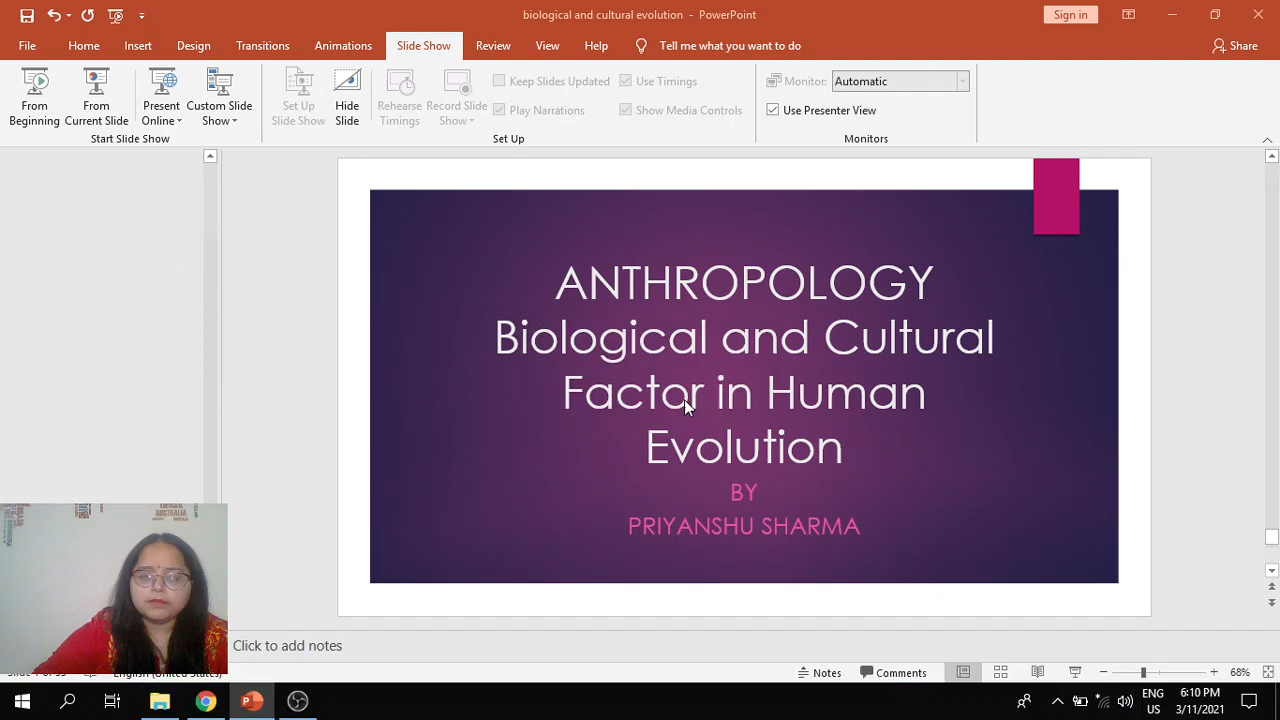 biological and cultural evolution - PowerPoint
Sign in
File Home Insert Design Transitions Animations Slide Show Review View Help Tell me what you want to do Share
From Beginning
From Current Slide
Present Online
Custom Slide Show
Start Slide Show
Set Up Slide Show
Hide Slide
Rehearse Timings
Record Slide Show
Keep Slides Updated
Play Narrations
Use Timings
Show Media Controls
Set Up
Monitor: Automatic
Use Presenter View
Monitors
ANTHROPOLOGY
Biological and Cultural
Factor in Human
Evolution
BY
PRIYANSHU SHARMA
Click to add notes
English (United States)
Notes Comments 68%
ENG
US
6:10 PM
3/11/2021